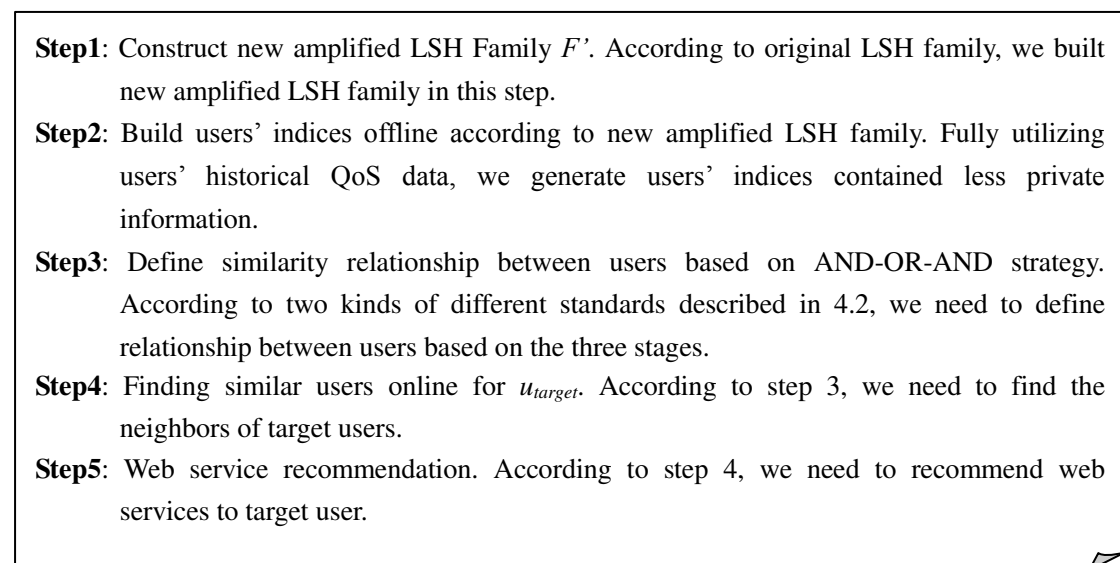 Step1: Construct new amplified LSH Family F’. According to original LSH family, we built
new amplified LSH family in this step.
Step2: Build users’ indices offline according to new amplified LSH family. Fully utilizing
users’ historical QoS data, we generate users’ indices contained less private
information.
Step3: Define similarity relationship between users based on AND-OR-AND strategy.
According to two kinds of different standards described in 4.2, we need to define
relationship between users based on the three stages.
Step4: Finding similar users online for utarget. According to step 3, we need to find the
neighbors of target users.
Step5: Web service recommendation. According to step 4, we need to recommend web
services to target user.